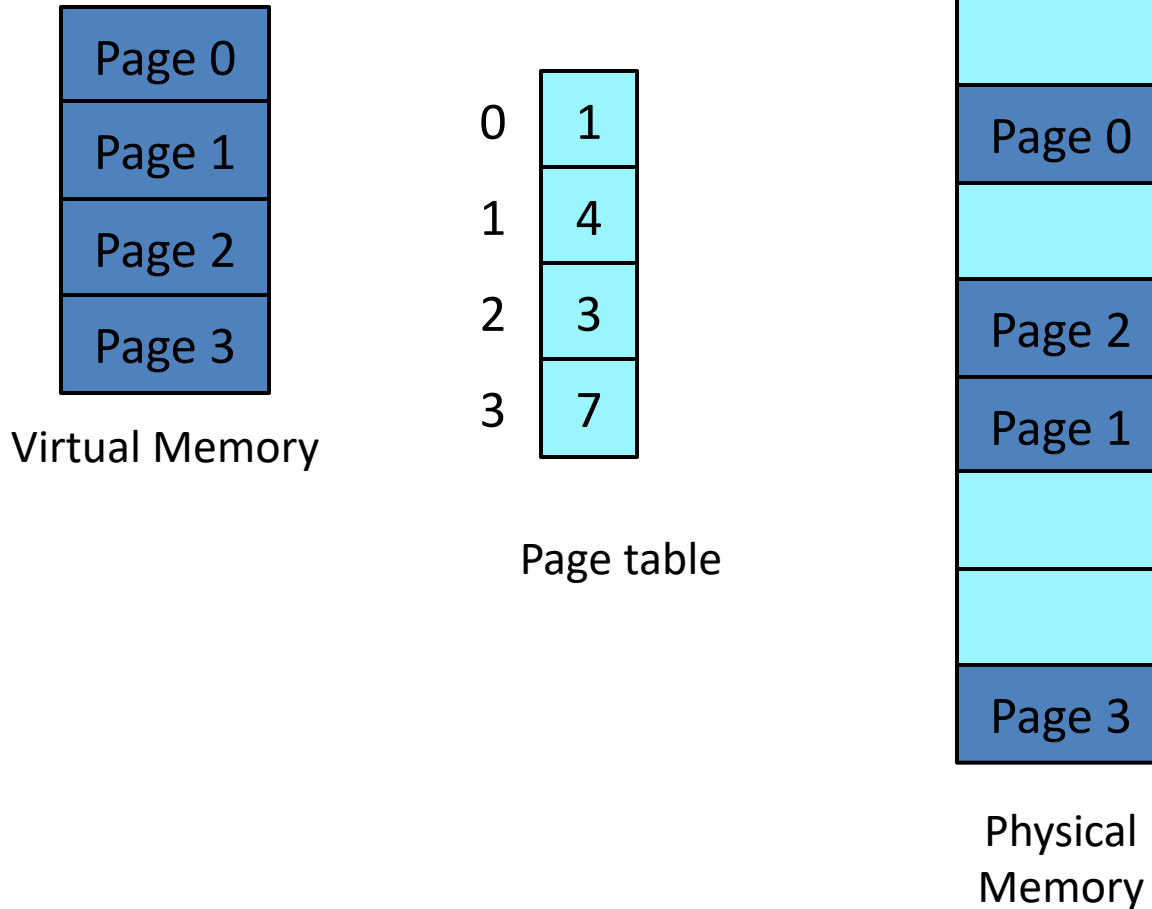 Page 0
Page 1
Page 2
Page 3
Virtual Memory
0 1
1 4
2 3
3 7
Page table
Page 0
Page 2
Page 1
Page 3
Physical
Memory